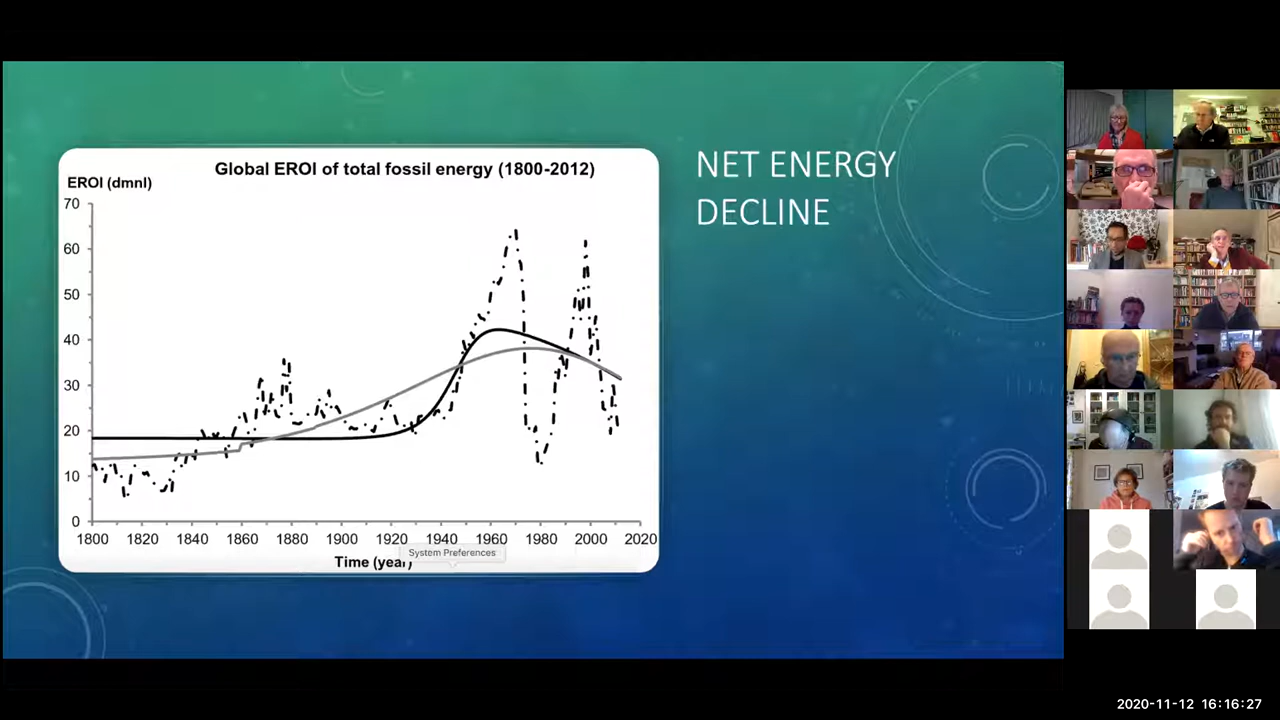 Global EROI of total fossil energy (1800-2012)
EROI (dmnl)
70
60
50
40
30
20
10
0
1800 1820 1840 1860 1880 1900 1920 1940 1960 1980 2000 2020
System Preferences
Time (year)
NET ENERGY
DECLINE
2020-11-12 16:16:27